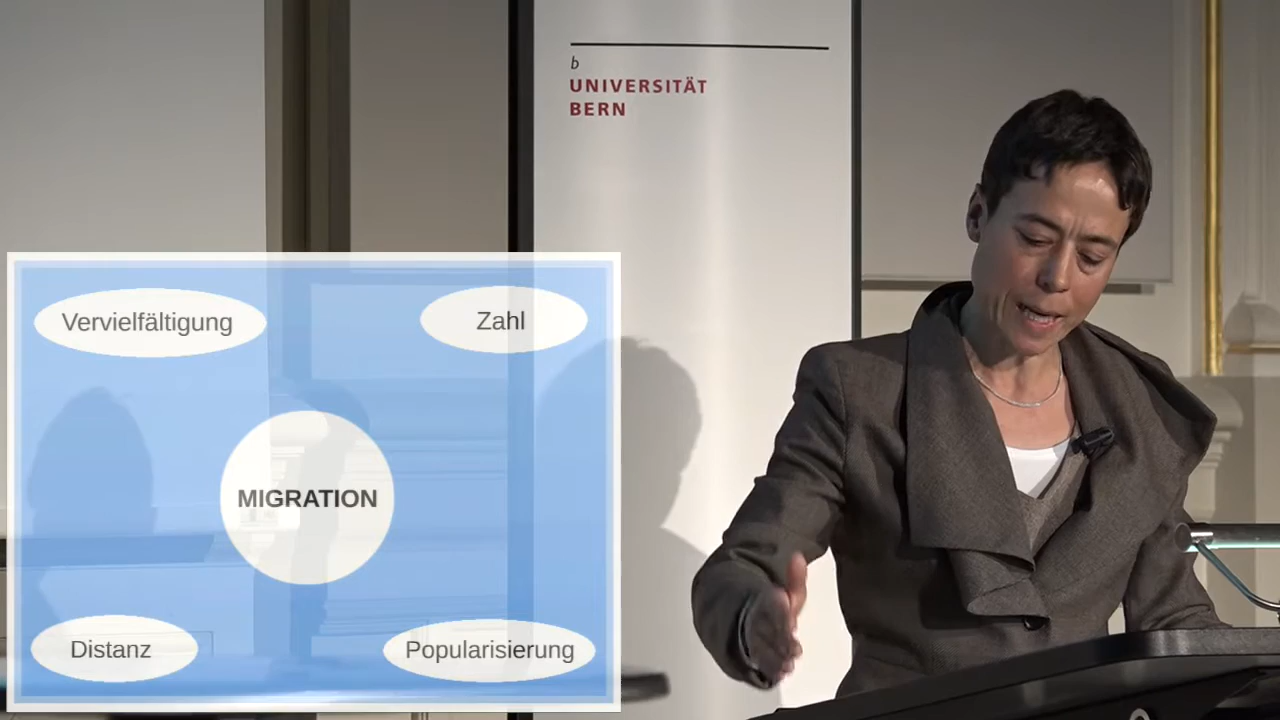 b
UNIVERSITÄT
BERN
Vervielfältigung
Zahl
MIGRATION
Distanz
Popularisierung